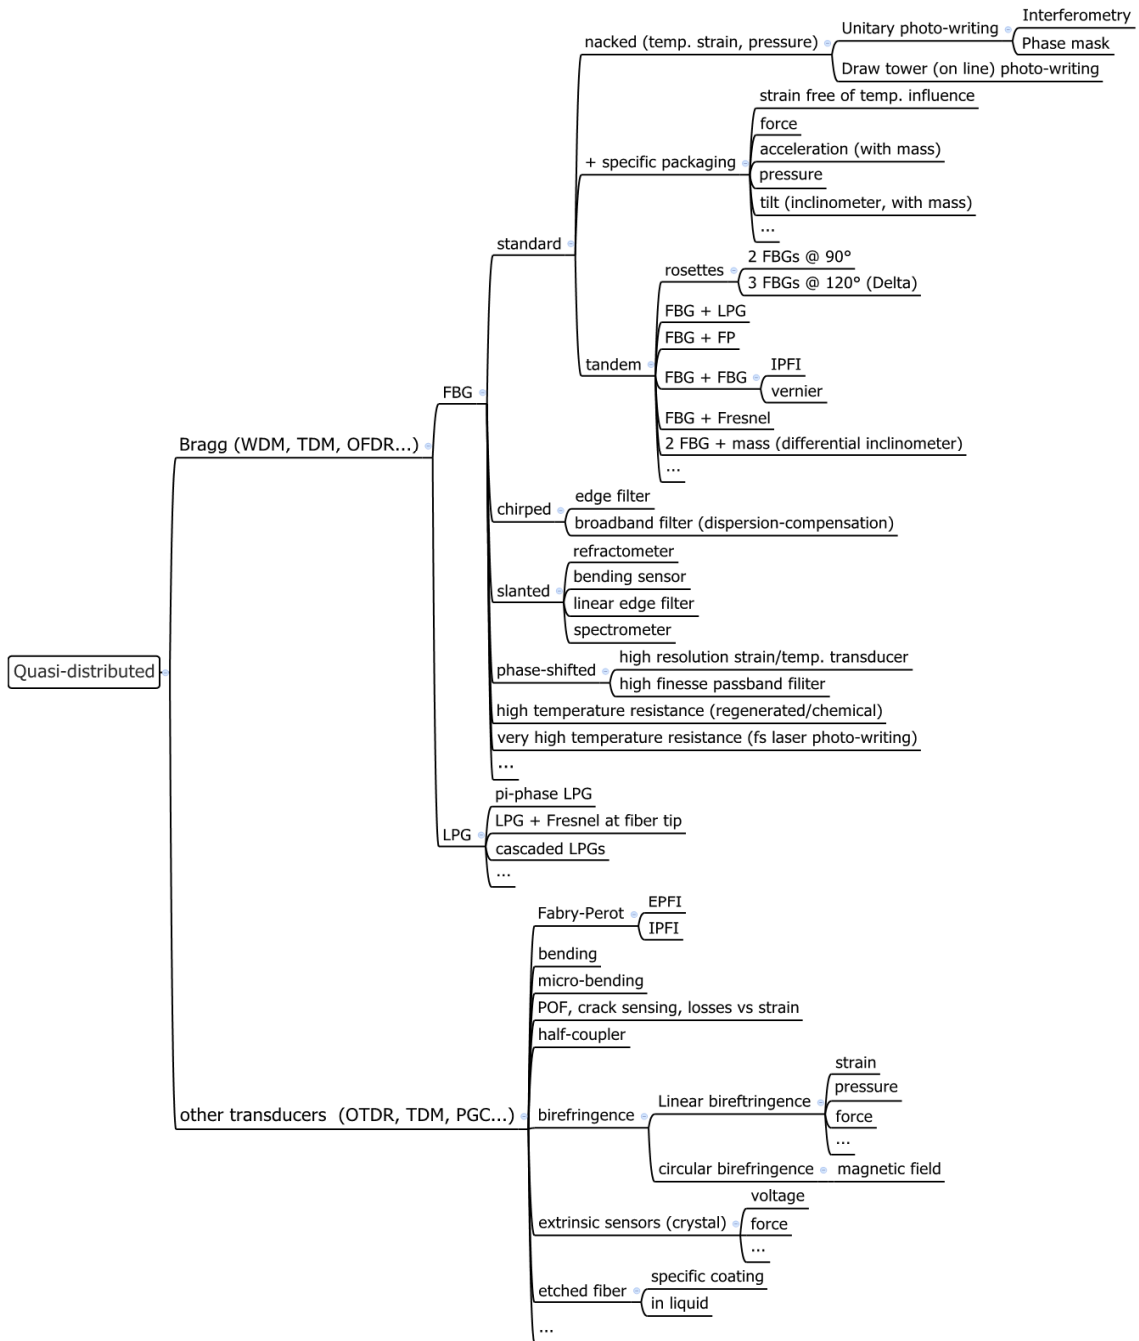 Interferometry
Unitary photo-writing
nacked (temp. strain, pressure)
Phase mask
Draw tower (on line) photo-writing
strain free of temp. influence
force
acceleration (with mass)
+ specific packaging
pressure
tilt (inclinometer, with mass)
...
standard
2 FBGs @ 90°
rosettes
3 FBGs @ 120° (Delta)
FBG + LPG
FBG + FP
tandem
IPFI
FBG + FBG
vernier
FBG
FBG + Fresnel
Bragg (WDM, TDM, OFDR...)
2 FBG + mass (differential inclinometer)
...
edge filter
chirped
broadband filter (dispersion-compensation)
refractometer
bending sensor
slanted
linear edge filter
spectrometer
high resolution strain/temp. transducer
phase-shifted
Quasi-distributed
high finesse passband filiter
high temperature resistance (regenerated/chemical)
very high temperature resistance (fs laser photo-writing)
...
pi-phase LPG
LPG + Fresnel at fiber tip
LPG
cascaded LPGs
...
EPFI
Fabry-Perot
IPFI
bending
micro-bending
POF, crack sensing, losses vs strain
half-coupler
strain
pressure
Linear bireftringence
other transducers (OTDR, TDM, PGC...)
birefringence
force
...
circular birefringence
magnetic field
voltage
extrinsic sensors (crystal)
force
...
specific coating
etched fiber
in liquid
...